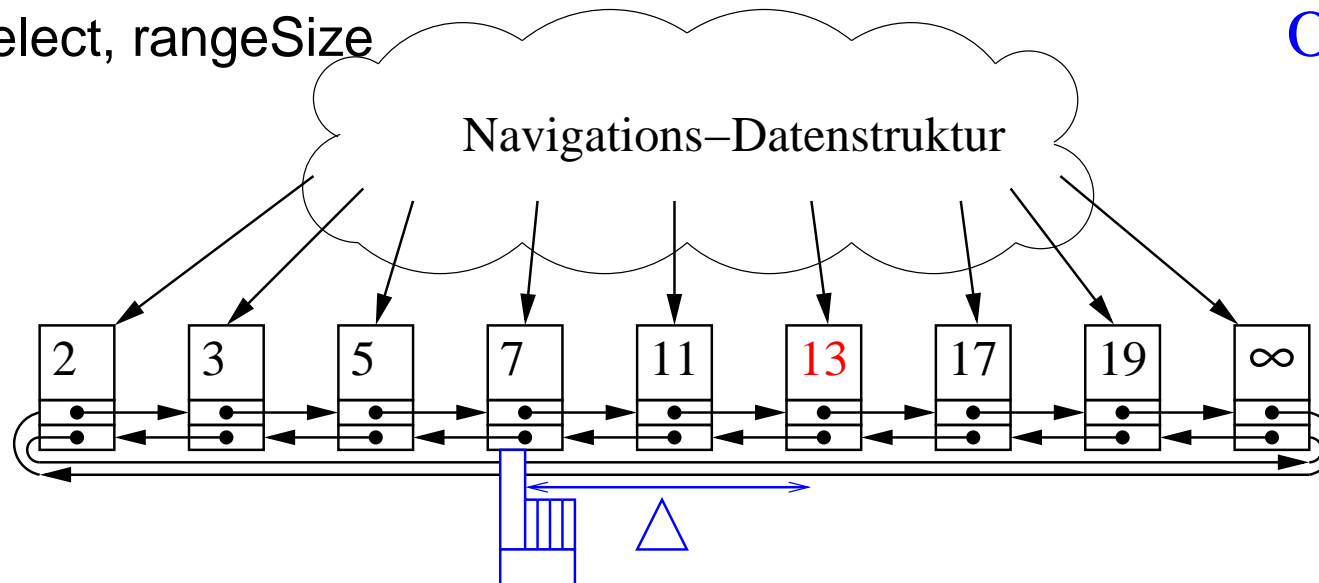 elect, rangeSize
Navigations–Datenstruktur
2 3 5 7 11 13 17 19 ∞
△